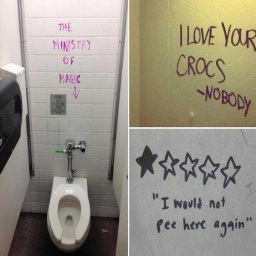 THE
MINISTRY
OF
MAGIC
I LOVE YOUR
CROCS
~NOBODY
"I would not
pee here again"